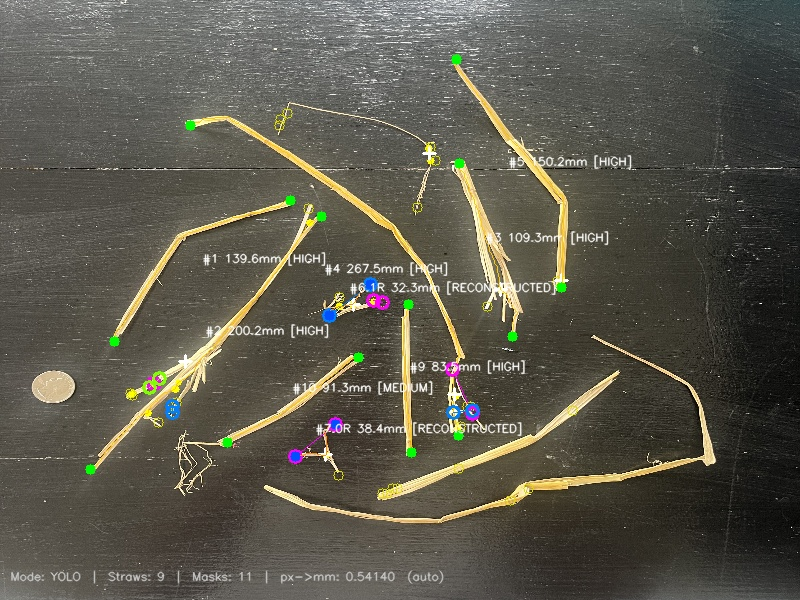 #5 150.2mm [HIGH]
#3 109.3mm [HIGH]
#1 139.6mm [HIGH]
#4 267.5mm [HIGH]
#6.1R 32.3mm [RECONSTRUCTED]
#2 200.2mm [HIGH]
#9 83.5mm [HIGH]
#10 91.3mm [MEDIUM]
#7.0R 38.4mm [RECONSTRUCTED]
Mode: YOLO | Straws: 9 | Masks: 11 | px->mm: 0.54140 (auto)